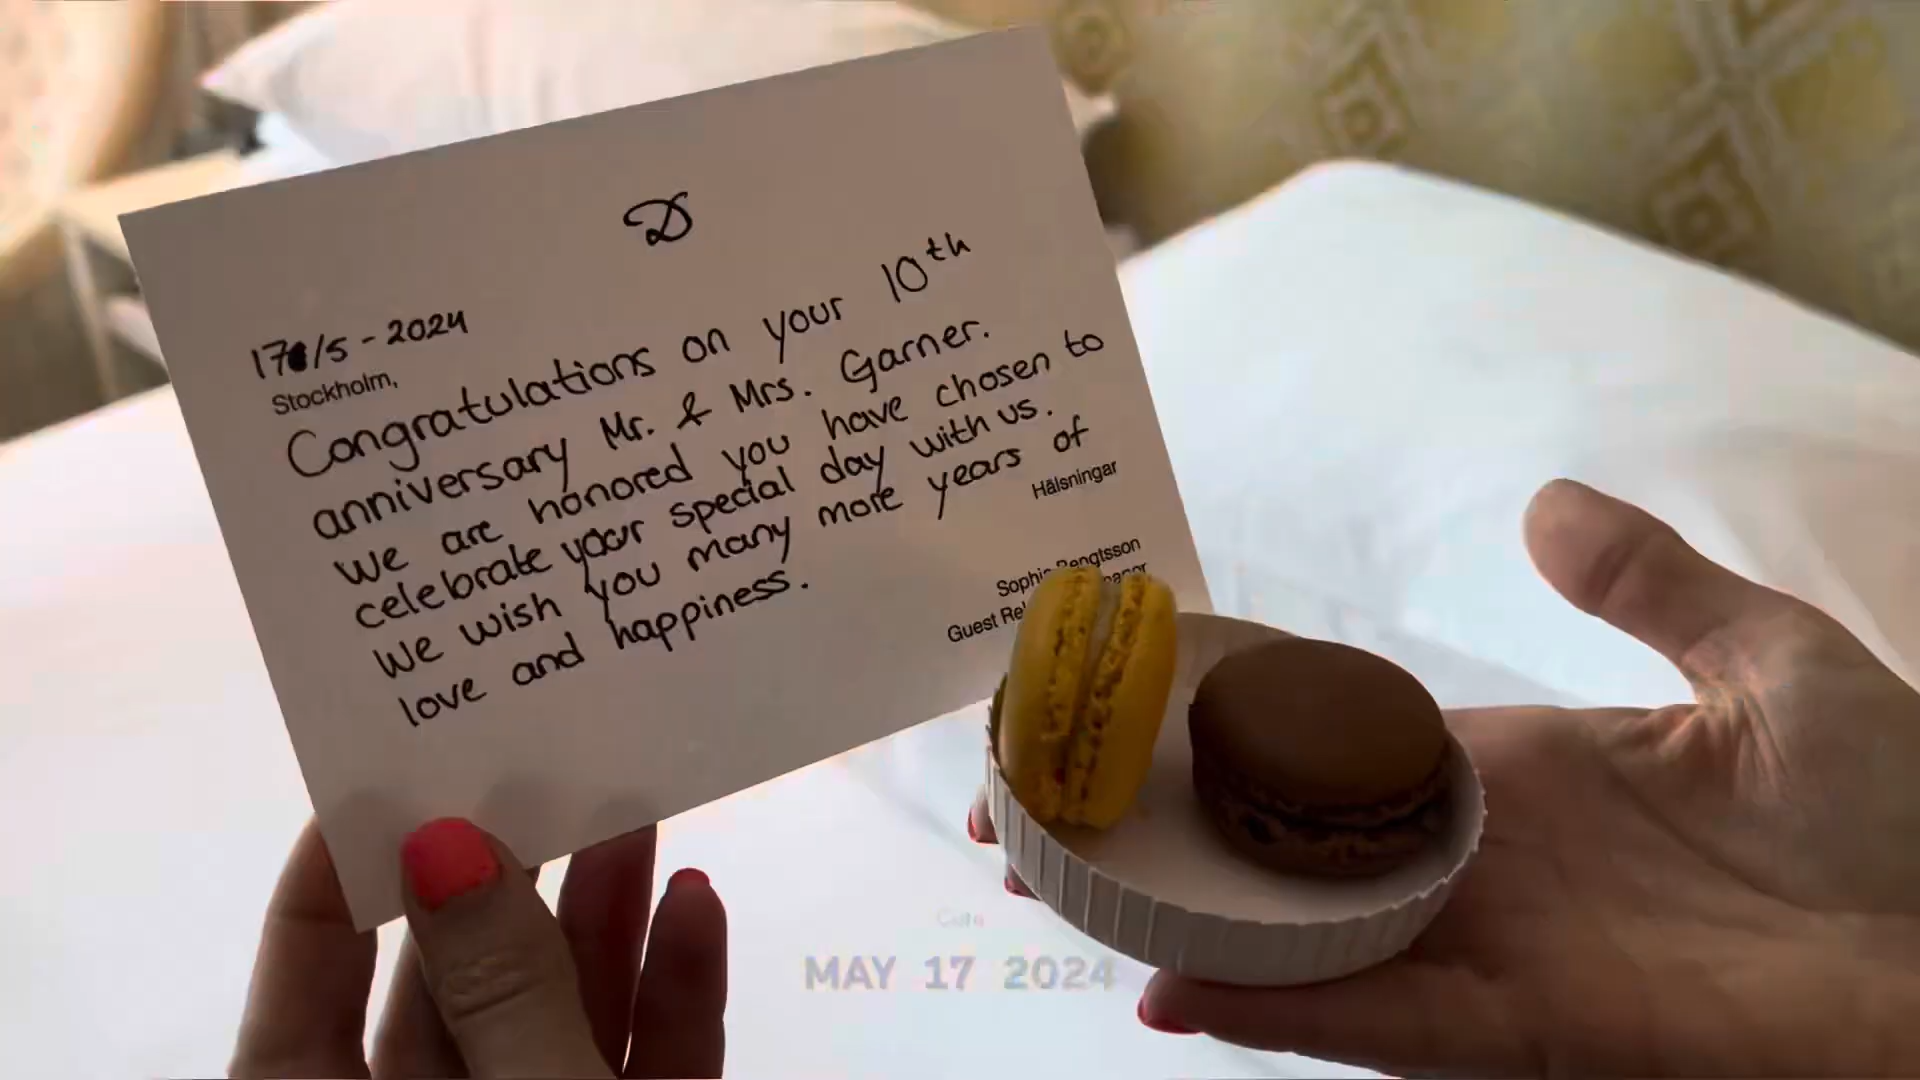 D
17/5-2024
Stockholm,
Congratulations on your 10th
anniversary Mr. & Mrs. Garner.
We are honored you have chosen to
celebrate your special day with us.
We wish you many more years of
love and happiness.
Hälsningar
Sophie Bengtsson
Guest
Cute
MAY 17 2024